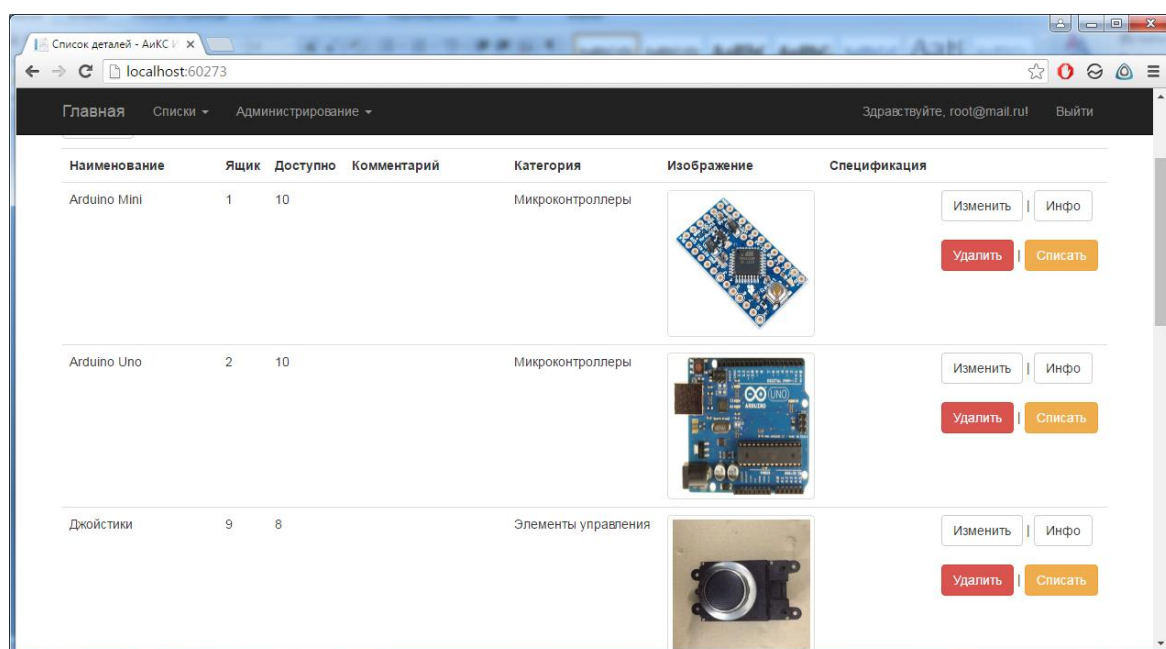 Список деталей - АиКС И
localhost:60273
Главная Списки Администрирование Здравствуйте, root@mail.ru! Выйти
Наименование Ящик Доступно Комментарий Категория Изображение Спецификация
Arduino Mini 1 10 Микроконтроллеры Изменить | Инфо
Удалить | Списать
Arduino Uno 2 10 Микроконтроллеры Изменить | Инфо
UNO
ARDUINO
Удалить | Списать
Джойстики 9 8 Элементы управления Изменить | Инфо
Удалить | Списать